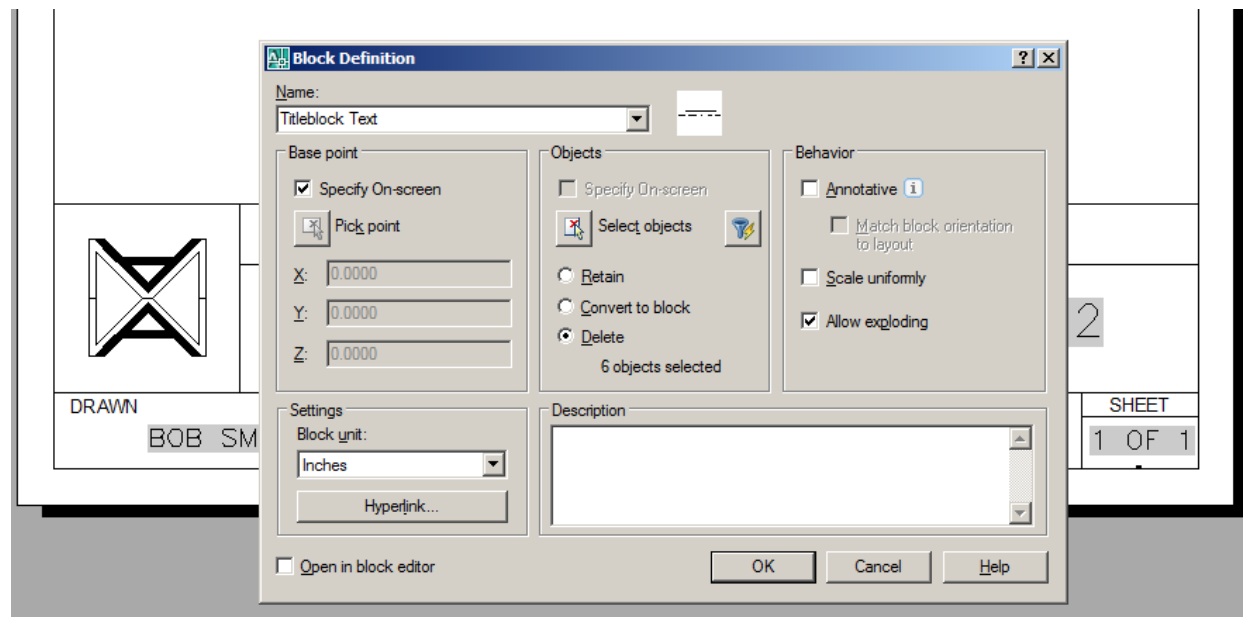 Block Definition
Name:
Titleblock Text
Base point
Specify On-screen
Pick point
X: 0.0000
Y: 0.0000
Z: 0.0000
Objects
Specify On-screen
Select objects
Retain
Convert to block
Delete
6 objects selected
Behavior
Annotative
Match block orientation
to layout
Scale uniformly
Allow exploding
Settings
Block unit:
Inches
Hyperlink...
Description
Open in block editor
OK
Cancel
Help
2
DRAWN
BOB SM
SHEET
1 OF 1